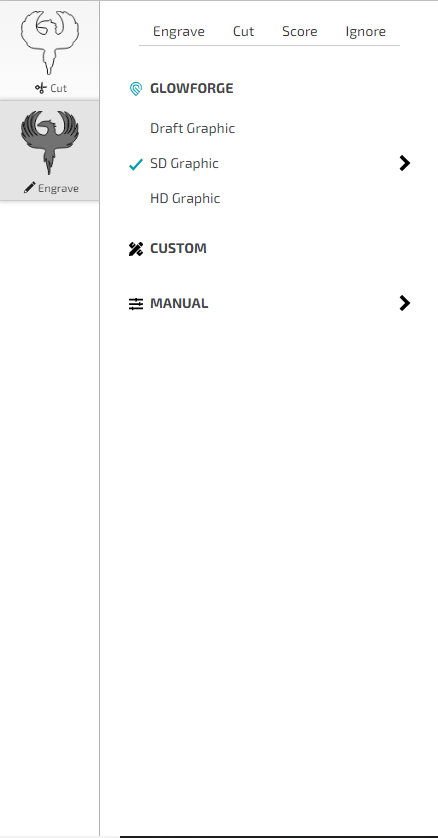 Engrave Cut Score Ignore
Cut
Engrave
GLOWFORGE
Draft Graphic
SD Graphic
HD Graphic
CUSTOM
MANUAL